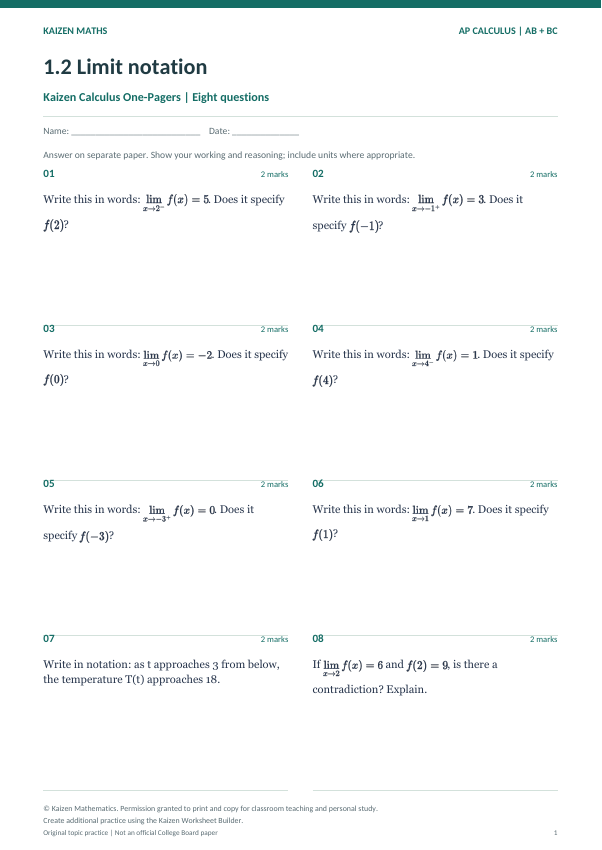 KAIZEN MATHS
AP CALCULUS | AB + BC
1.2 Limit notation
Kaizen Calculus One-Pagers | Eight questions
Name: ____________________________ Date: ______________
Answer on separate paper. Show your working and reasoning; include units where appropriate.
01 2 marks
Write this in words: lim x→2⁻ f(x) = 5. Does it specify
f(2)?
02 2 marks
Write this in words: lim x→−1⁺ f(x) = 3. Does it
specify f(−1)?
03 2 marks
Write this in words: lim x→0 f(x) = −2. Does it specify
f(0)?
04 2 marks
Write this in words: lim x→4⁻ f(x) = 1. Does it specify
f(4)?
05 2 marks
Write this in words: lim x→−3⁺ f(x) = 0. Does it
specify f(−3)?
06 2 marks
Write this in words: lim x→1 f(x) = 7. Does it specify
f(1)?
07 2 marks
Write in notation: as t approaches 3 from below,
the temperature T(t) approaches 18.
08 2 marks
If lim x→2 f(x) = 6 and f(2) = 9, is there a
contradiction? Explain.
© Kaizen Mathematics. Permission granted to print and copy for classroom teaching and personal study.
Create additional practice using the Kaizen Worksheet Builder.
Original topic practice | Not an official College Board paper
1